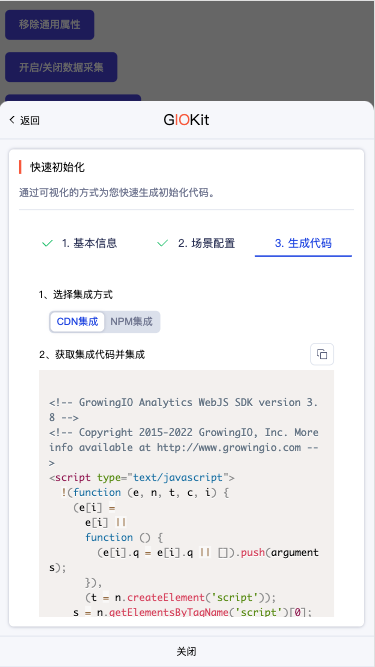 移除通用属性
开启/关闭数据采集
返回
GIOKit
快速初始化
通过可视化的方式为您快速生成初始化代码。
1. 基本信息
2. 场景配置
3. 生成代码
1、选择集成方式
CDN集成
NPM集成
2、获取集成代码并集成
<!-- GrowingIO Analytics WebJS SDK version 3.
8 -->
<!-- Copyright 2015-2022 GrowingIO, Inc. More
info available at http://www.growingio.com --
>
<script type="text/javascript">
!(function (e, n, t, c, i) {
(e[i] =
e[i] ||
function () {
(e[i].q = e[i].q || []).push(argument
s);
}),
(t = n.createElement('script'));
s = n.getElementsByTagName('script')[0];
关闭